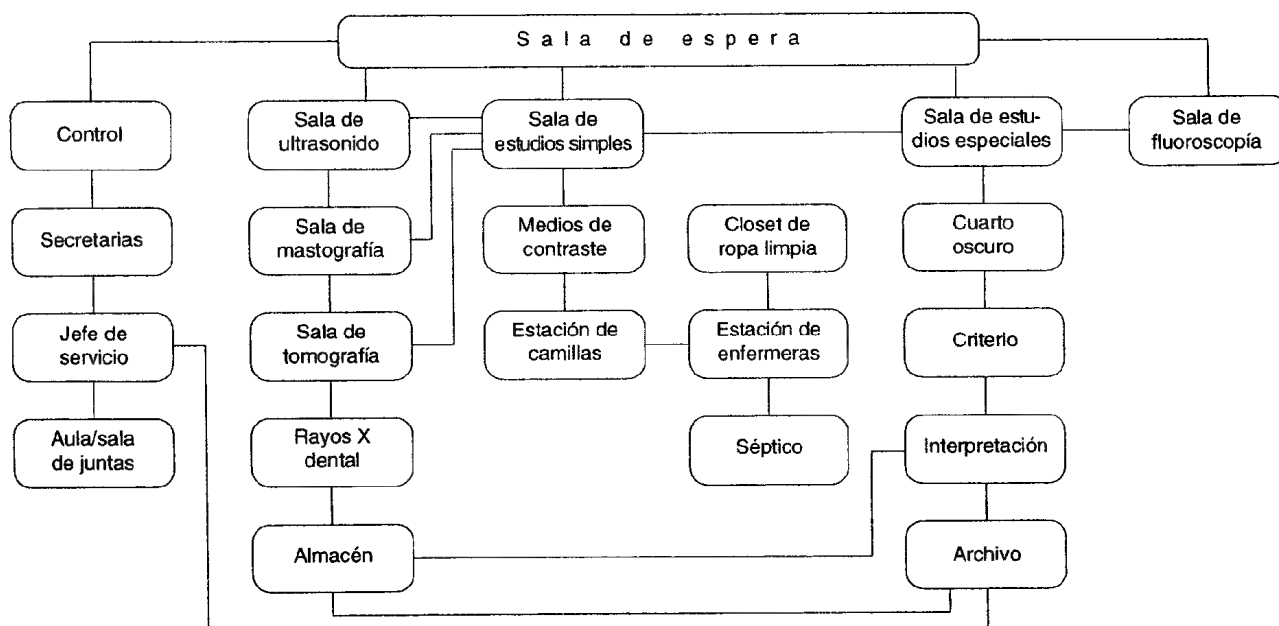 Sala de espera
Control
Sala de
ultrasonido
Sala de
estudios simples
Sala de estu-
dios especiales
Sala de
fluoroscopía
Secretarias
Sala de
mastografía
Medios de
contraste
Closet de
ropa limpia
Cuarto
oscuro
Jefe de
servicio
Sala de
tomografía
Estación de
camillas
Estación de
enfermeras
Criterio
Aula/sala
de juntas
Rayos X
dental
Séptico
Interpretación
Almacén
Archivo